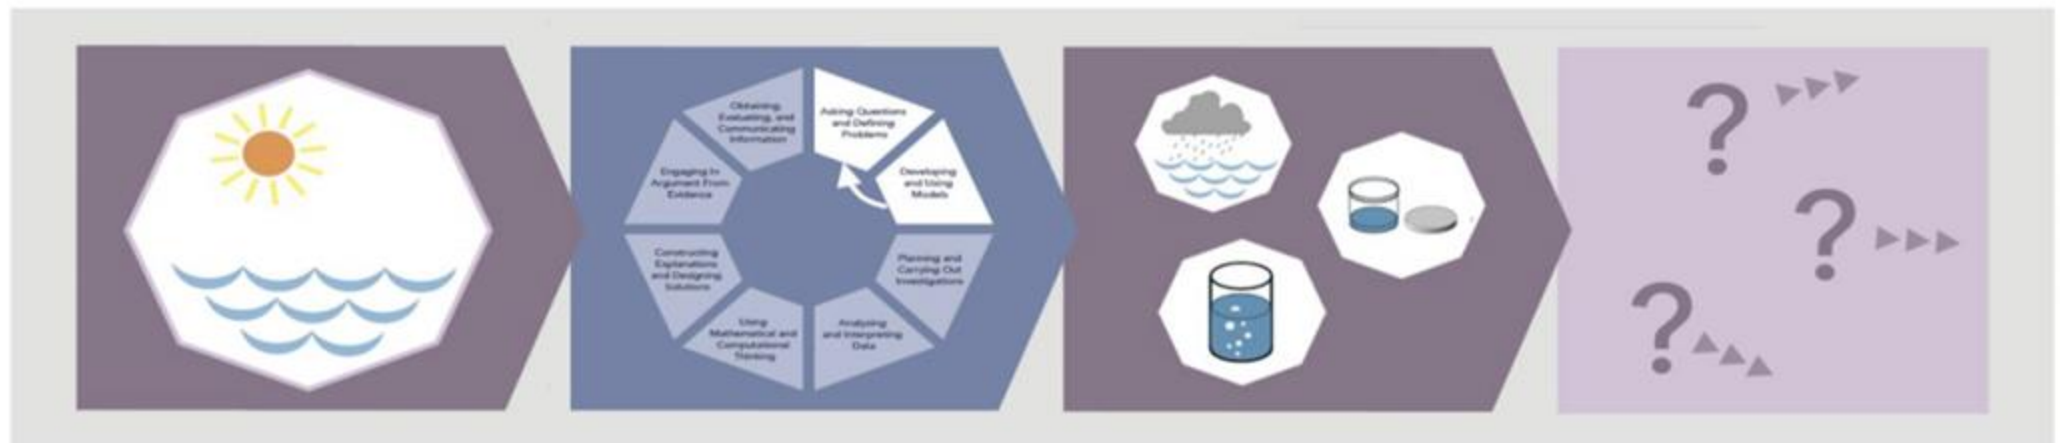 Obtaining,
Evaluating, and
Communicating
Information
Asking Questions
and Defining
Problems
Developing
and Using
Models
Planning and
Carrying Out
Investigations
Analyzing
and Interpreting
Data
Using
Mathematical and
Computational
Thinking
Constructing
Explanations
and Designing
Solutions
Engaging In
Argument From
Evidence
?
?
?